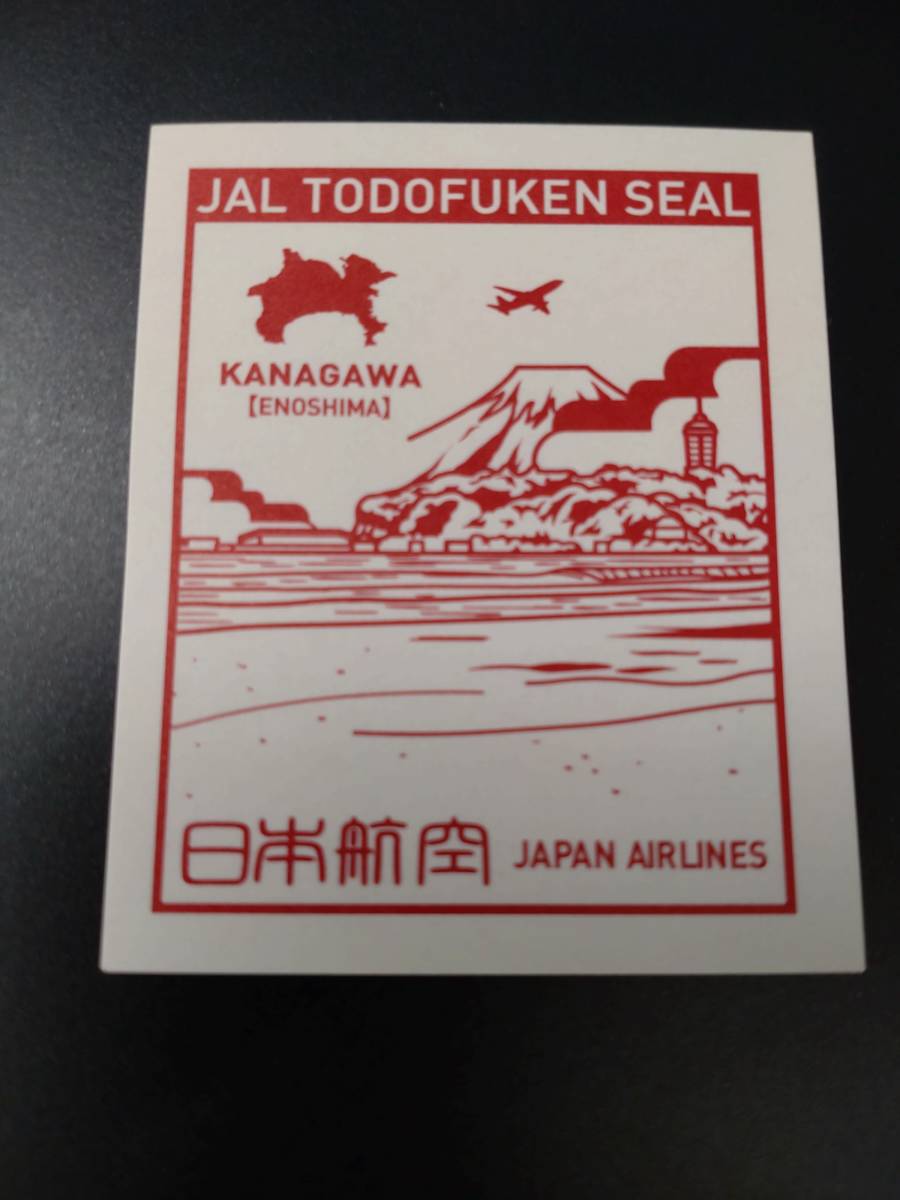 JAL TODOFUKEN SEAL
KANAGAWA
【ENOSHIMA】
日本航空 JAPAN AIRLINES